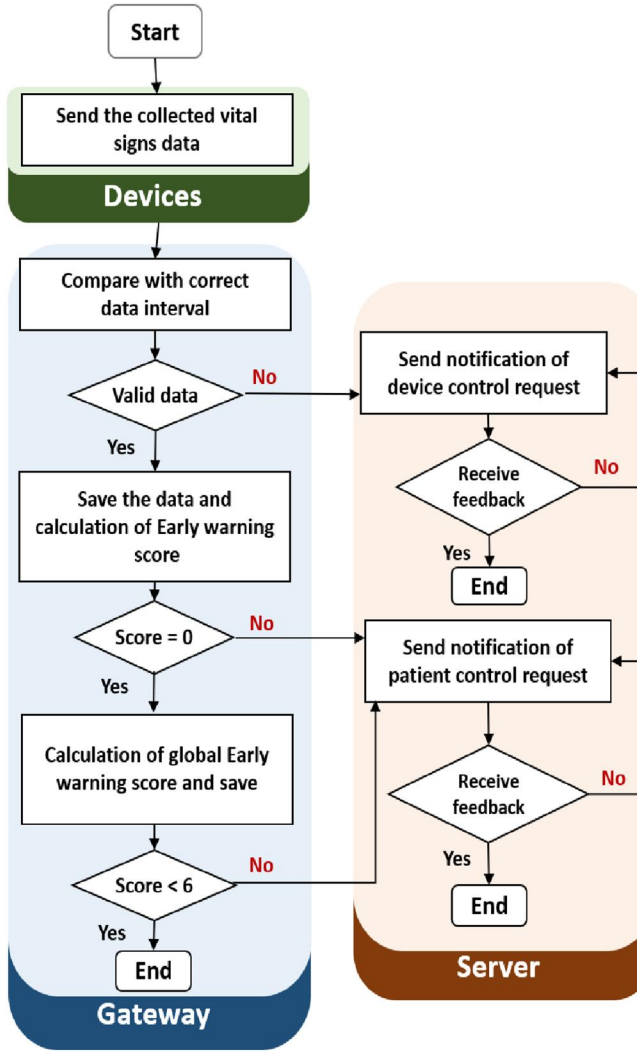 Start
Send the collected vital
signs data
Devices
Compare with correct
data interval
Valid data
No
Yes
Save the data and
calculation of Early warning
score
Score = 0
No
Yes
Calculation of global Early
warning score and save
Score < 6
No
Yes
End
Gateway
Send notification of
device control request
Receive
feedback
No
Yes
End
Send notification of
patient control request
Receive
feedback
No
Yes
End
Server